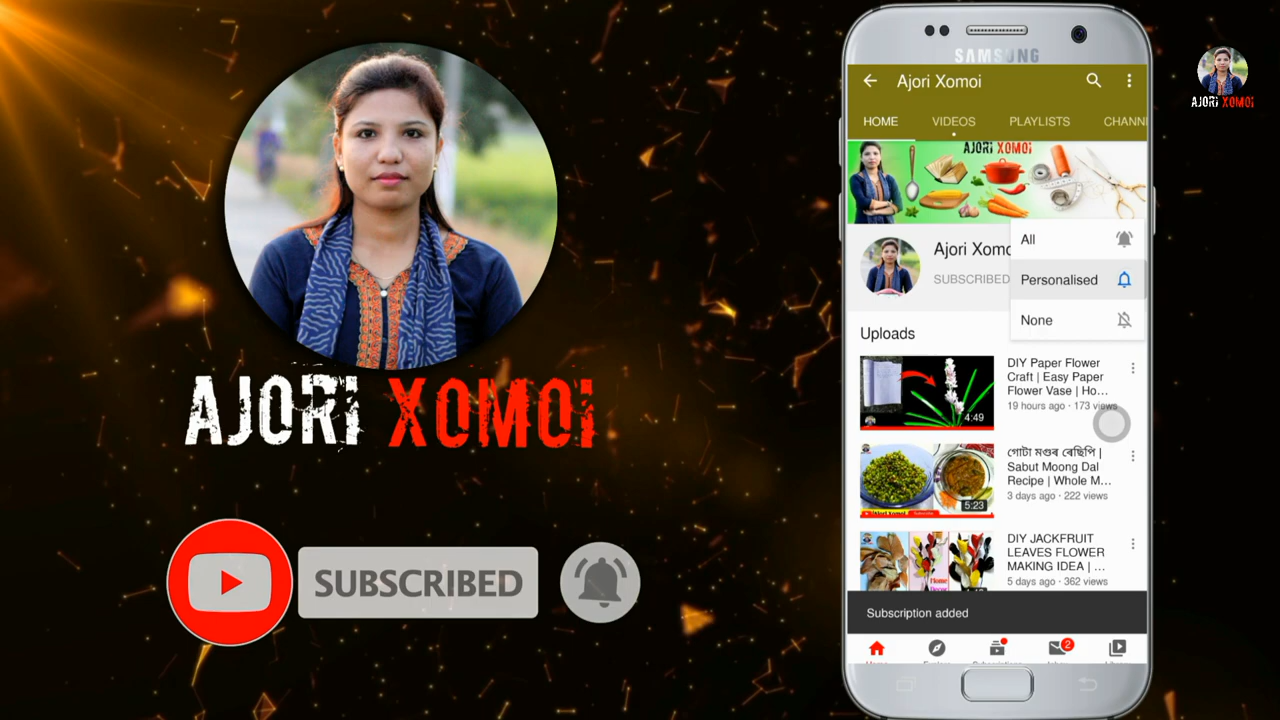 AJORI XOMOI
SUBSCRIBED
SAMSUNG
Ajori Xomoi
HOME VIDEOS PLAYLISTS CHANN
AJORI XOMOI
Ajori Xomo
SUBSCRIBED
All
Personalised
None
Uploads
4:49
DIY Paper Flower
Craft | Easy Paper
Flower Vase | Ho...
19 hours ago · 173 views
5:23
গোটা মগুৰ ৰেছিপি |
Sabut Moong Dal
Recipe | Whole M...
3 days ago · 222 views
Home
DIY JACKFRUIT
LEAVES FLOWER
MAKING IDEA | ...
5 days ago · 362 views
Subscription added
2
AJORI XOMOI